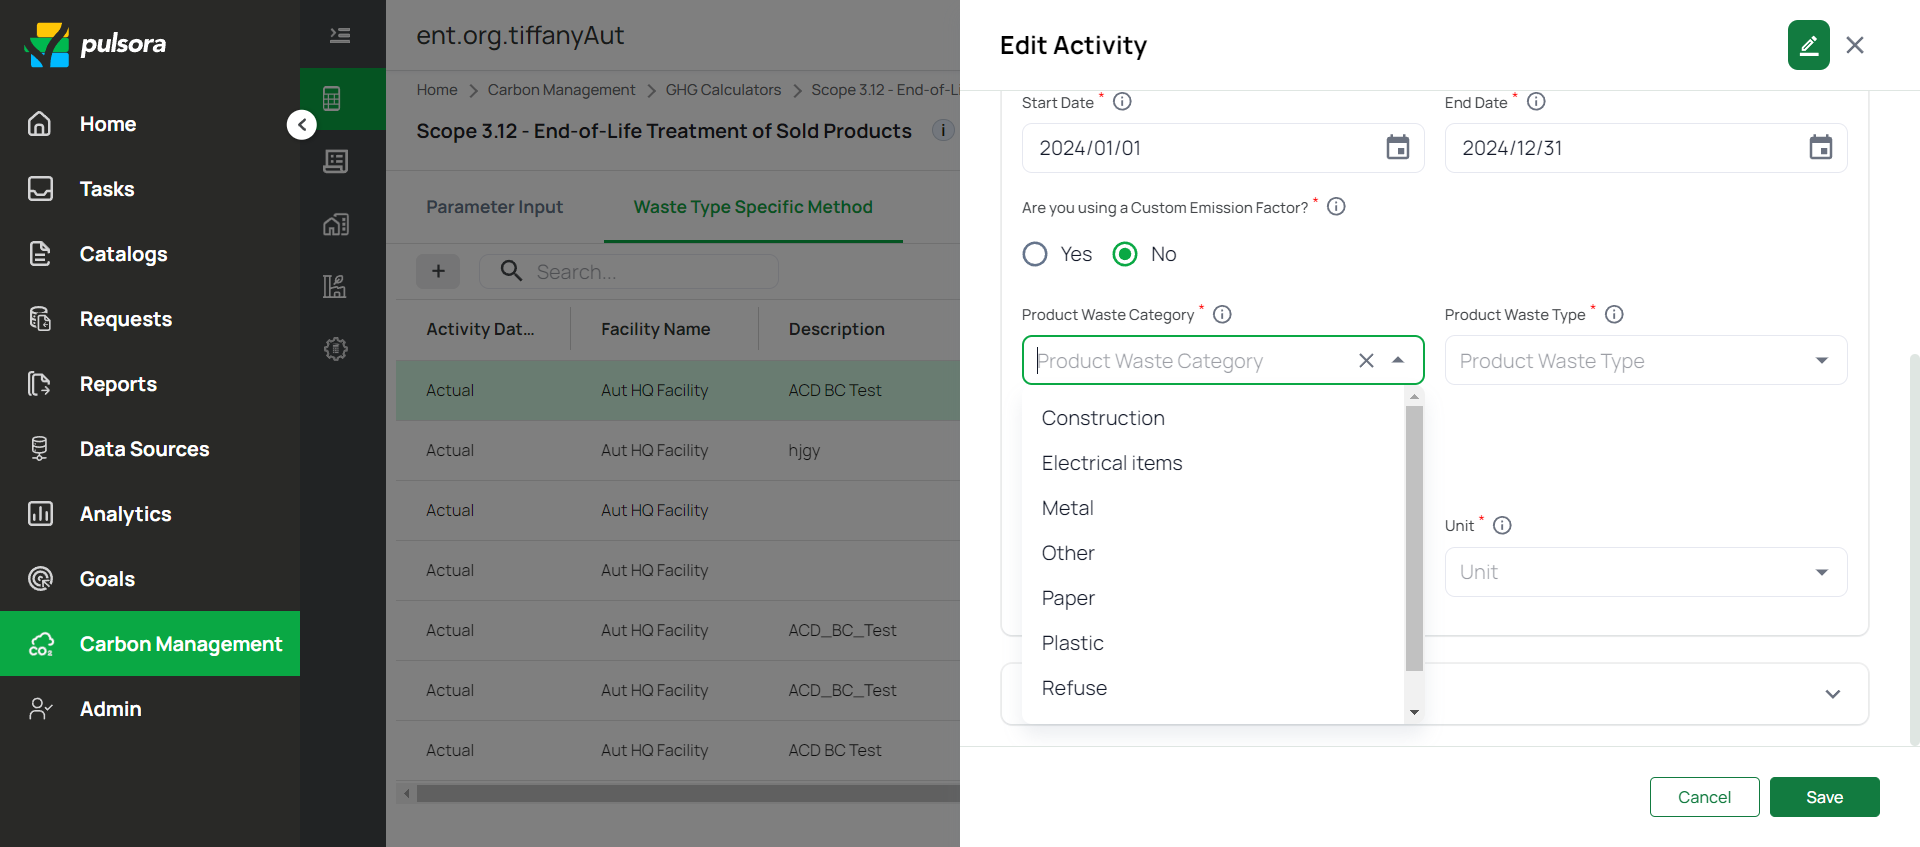 pulsora
Home
Tasks
Catalogs
Requests
Reports
Data Sources
Analytics
Goals
CO₂
Carbon Management
Admin
ent.org.tiffanyAut
Home > Carbon Management > GHG Calculators > Scope 3.12 - End-of-L
Scope 3.12 - End-of-Life Treatment of Sold Products i
Parameter Input Waste Type Specific Method
+ Search...
Activity Dat... Facility Name Description
Actual Aut HQ Facility ACD BC Test
Actual Aut HQ Facility hjgy
Actual Aut HQ Facility
Actual Aut HQ Facility
Actual Aut HQ Facility ACD_BC_Test
Actual Aut HQ Facility ACD_BC_Test
Actual Aut HQ Facility ACD BC Test
Edit Activity
Start Date * End Date *
2024/01/01 2024/12/31
Are you using a Custom Emission Factor? *
Yes No
Product Waste Category * Product Waste Type *
Product Waste Category Product Waste Type
Construction
Electrical items
Metal
Other
Paper
Plastic
Refuse
Unit *
Unit
Cancel Save